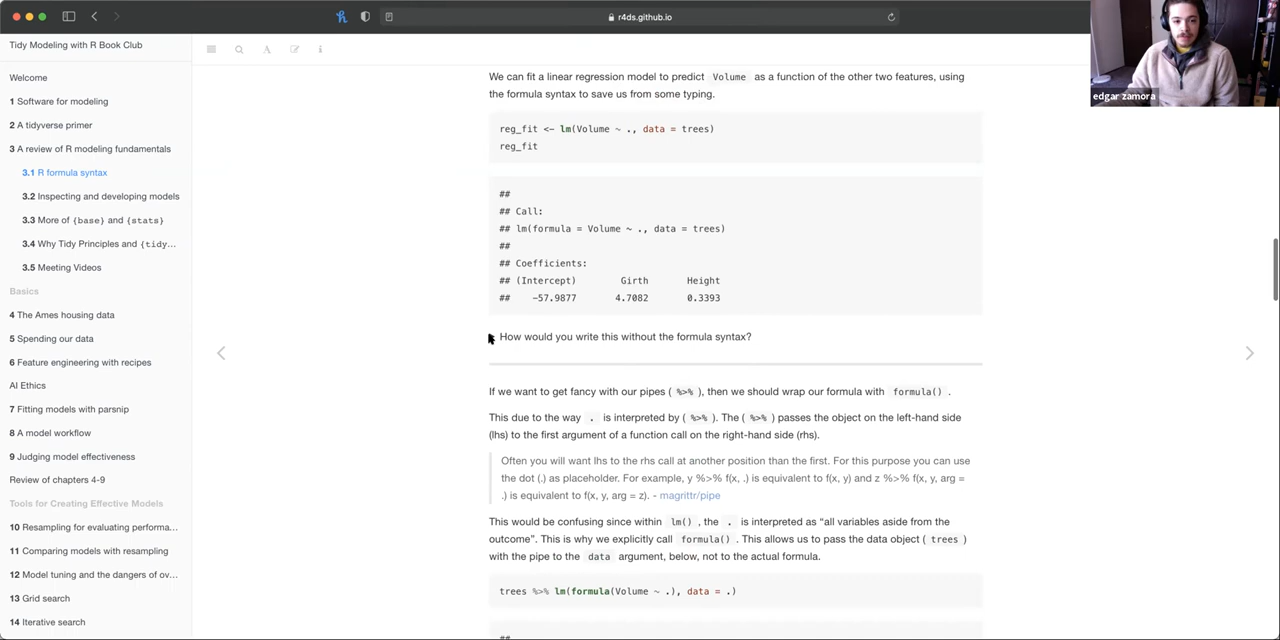 r4ds.github.io
Tidy Modeling with R Book Club
Welcome
1 Software for modeling
2 A tidyverse primer
3 A review of R modeling fundamentals
3.1 R formula syntax
3.2 Inspecting and developing models
3.3 More of {base} and {stats}
3.4 Why Tidy Principles and {tidy...
3.5 Meeting Videos
Basics
4 The Ames housing data
5 Spending our data
6 Feature engineering with recipes
AI Ethics
7 Fitting models with parsnip
8 A model workflow
9 Judging model effectiveness
Review of chapters 4-9
Tools for Creating Effective Models
10 Resampling for evaluating performa...
11 Comparing models with resampling
12 Model tuning and the dangers of ov...
13 Grid search
14 Iterative search
We can fit a linear regression model to predict Volume as a function of the other two features, using
the formula syntax to save us from some typing.
reg_fit <- lm(Volume ~ ., data = trees)
reg_fit
##
## Call:
## lm(formula = Volume ~ ., data = trees)
##
## Coefficients:
## (Intercept) Girth Height
## -57.9877 4.7082 0.3393
How would you write this without the formula syntax?
If we want to get fancy with our pipes ( %>% ), then we should wrap our formula with formula() .
This due to the way . is interpreted by ( %>% ). The ( %>% ) passes the object on the left-hand side
(lhs) to the first argument of a function call on the right-hand side (rhs).
Often you will want lhs to the rhs call at another position than the first. For this purpose you can use
the dot (.) as placeholder. For example, y %>% f(x, .) is equivalent to f(x, y) and z %>% f(x, y, arg =
.) is equivalent to f(x, y, arg = z). - magrittr/pipe
This would be confusing since within lm() , the . is interpreted as “all variables aside from the
outcome”. This is why we explicitly call formula() . This allows us to pass the data object ( trees )
with the pipe to the data argument, below, not to the actual formula.
trees %>% lm(formula(Volume ~ .), data = .)
##
edgar zamora